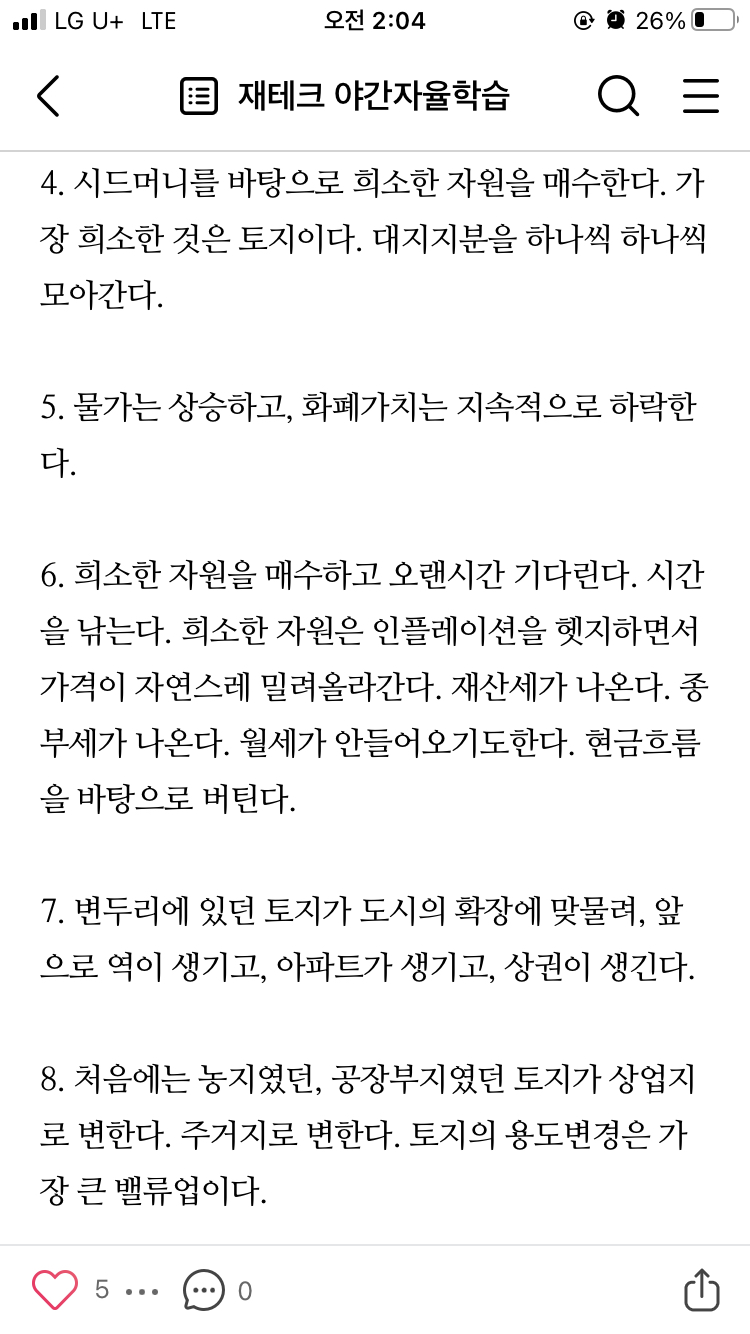 LG U+ LTE 오전 2:04 26%
재테크 야간자율학습
4. 시드머니를 바탕으로 희소한 자원을 매수한다. 가
장 희소한 것은 토지이다. 대지지분을 하나씩 하나씩
모아간다.
5. 물가는 상승하고, 화폐가치는 지속적으로 하락한
다.
6. 희소한 자원을 매수하고 오랜시간 기다린다. 시간
을 낚는다. 희소한 자원은 인플레이션을 헷지하면서
가격이 자연스레 밀려올라간다. 재산세가 나온다. 종
부세가 나온다. 월세가 안들어오기도한다. 현금흐름
을 바탕으로 버틴다.
7. 변두리에 있던 토지가 도시의 확장에 맞물려, 앞
으로 역이 생기고, 아파트가 생기고, 상권이 생긴다.
8. 처음에는 농지였던, 공장부지였던 토지가 상업지
로 변한다. 주거지로 변한다. 토지의 용도변경은 가
장 큰 밸류업이다.
5 0